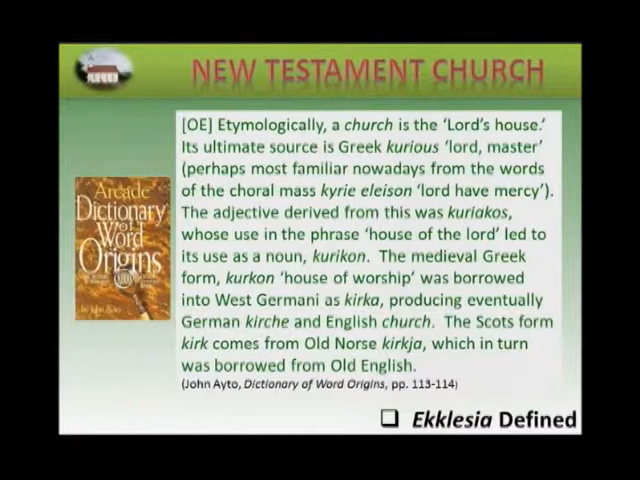 NEW TESTAMENT CHURCH
[OE] Etymologically, a church is the ‘Lord’s house.’
Its ultimate source is Greek kurious ‘lord, master’
(perhaps most familiar nowadays from the words
of the choral mass kyrie eleison ‘lord have mercy’).
The adjective derived from this was kuriakos,
whose use in the phrase ‘house of the lord’ led to
its use as a noun, kurikon. The medieval Greek
form, kurkon ‘house of worship’ was borrowed
into West Germani as kirka, producing eventually
German kirche and English church. The Scots form
kirk comes from Old Norse kirkja, which in turn
was borrowed from Old English.
(John Ayto, Dictionary of Word Origins, pp. 113-114)
Arcade
Dictionary
of
Word
Origins
by John Ayto
❑ Ekklesia Defined